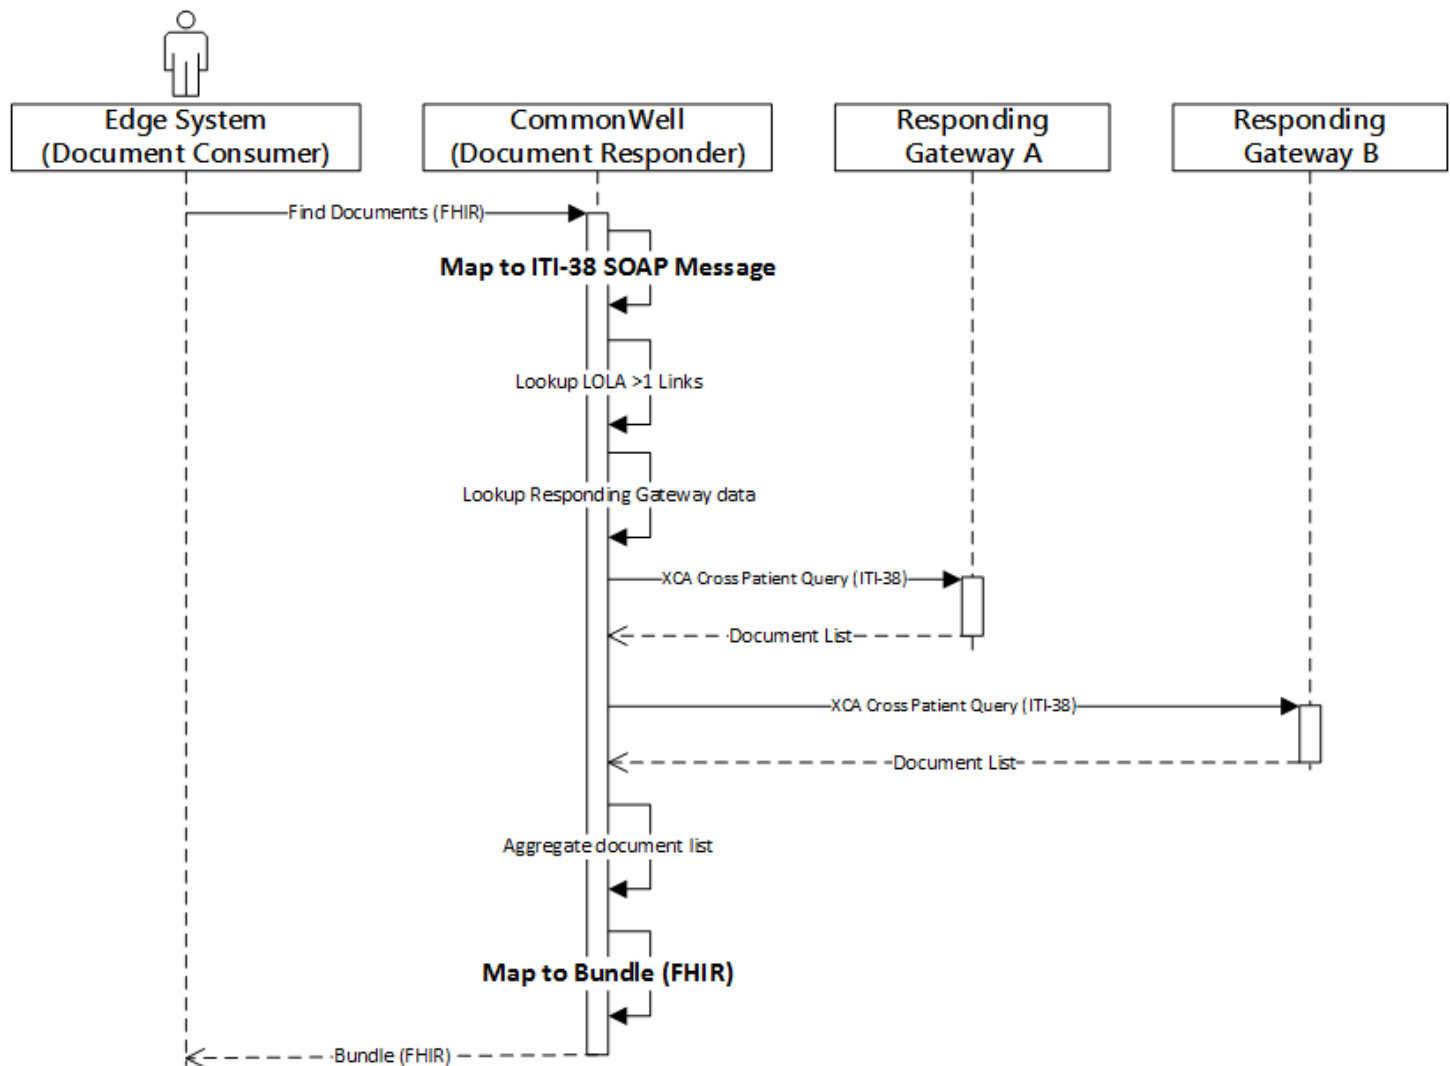 Edge System
(Document Consumer)
CommonWell
(Document Responder)
Responding
Gateway A
Responding
Gateway B
Find Documents (FHIR)
Map to ITI-38 SOAP Message
Lookup LOLA >1 Links
Lookup Responding Gateway data
XCA Cross Patient Query (ITI-38)
Document List
XCA Cross Patient Query (ITI-38)
Document List
Aggregate document list
Map to Bundle (FHIR)
Bundle (FHIR)